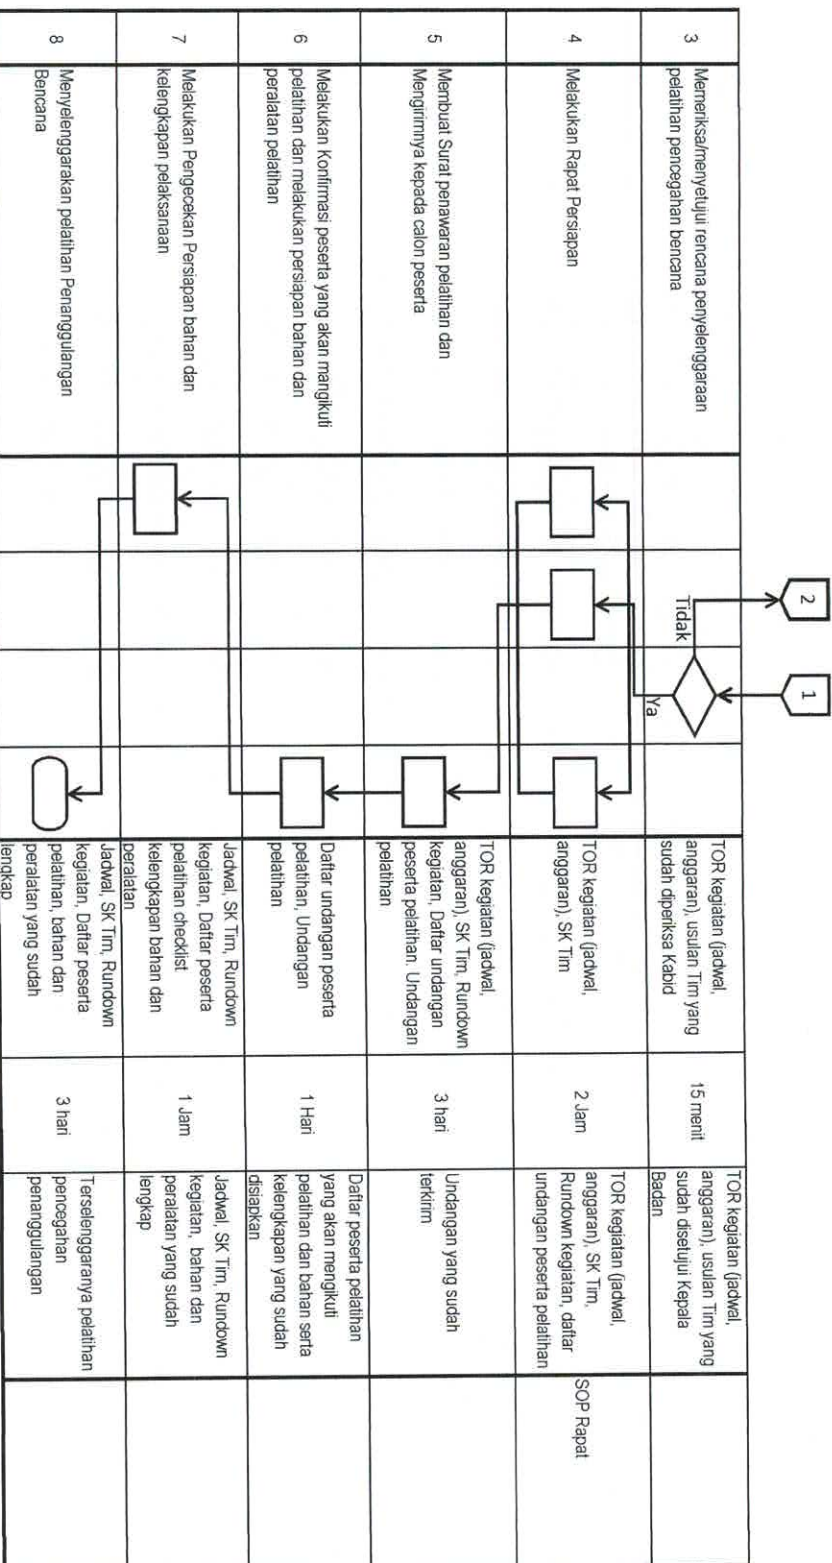 2
1
3
Memeriksa/menyetujui rencana penyelenggaraan
pelatihan pencegahan bencana
Tidak
Ya
TOR kegiatan (jadwal,
anggaran), usulan Tim yang
sudah diperiksa Kabid
15 menit
TOR kegiatan (jadwal,
anggaran), usulan Tim yang
sudah disetujui Kepala
Badan
4
Melakukan Rapat Persiapan
TOR kegiatan (jadwal,
anggaran), SK Tim
2 Jam
TOR kegiatan (jadwal,
anggaran), SK Tim,
Rundown kegiatan, daftar
undangan peserta pelatihan
SOP Rapat
5
Membuat Surat penawaran pelatihan dan
Mengirimnya kepada calon peserta
TOR kegiatan (jadwal,
anggaran), SK Tim, Rundown
kegiatan, Daftar undangan
peserta pelatihan. Undangan
pelatihan
3 hari
Undangan yang sudah
terkirim
6
Melakukan Konfirmasi peserta yang akan mangikuti
pelatihan dan melakukan persiapan bahan dan
peralatan pelatihan
Daftar undangan peserta
pelatihan, Undangan
pelatihan
1 Hari
Daftar peserta pelatihan
yang akan mengikuti
pelatihan dan bahan serta
kelengkapan yang sudah
disiapkan
7
Melakukan Pengecekan Persiapan bahan dan
kelengkapan pelaksanaan
Jadwal, SK Tim, Rundown
kegiatan, Daftar peserta
pelatihan checklist
kelengkapan bahan dan
peralatan
1 Jam
Jadwal, SK Tim, Rundown
kegiatan, bahan dan
peralatan yang sudah
lengkap
8
Menyelenggarakan pelatihan Penanggulangan
Bencana
Jadwal, SK Tim, Rundown
kegiatan, Daftar peserta
pelatihan, bahan dan
peralatan yang sudah
lengkap
3 hari
Terselenggaranya pelatihan
pencegahan
penanggulangan